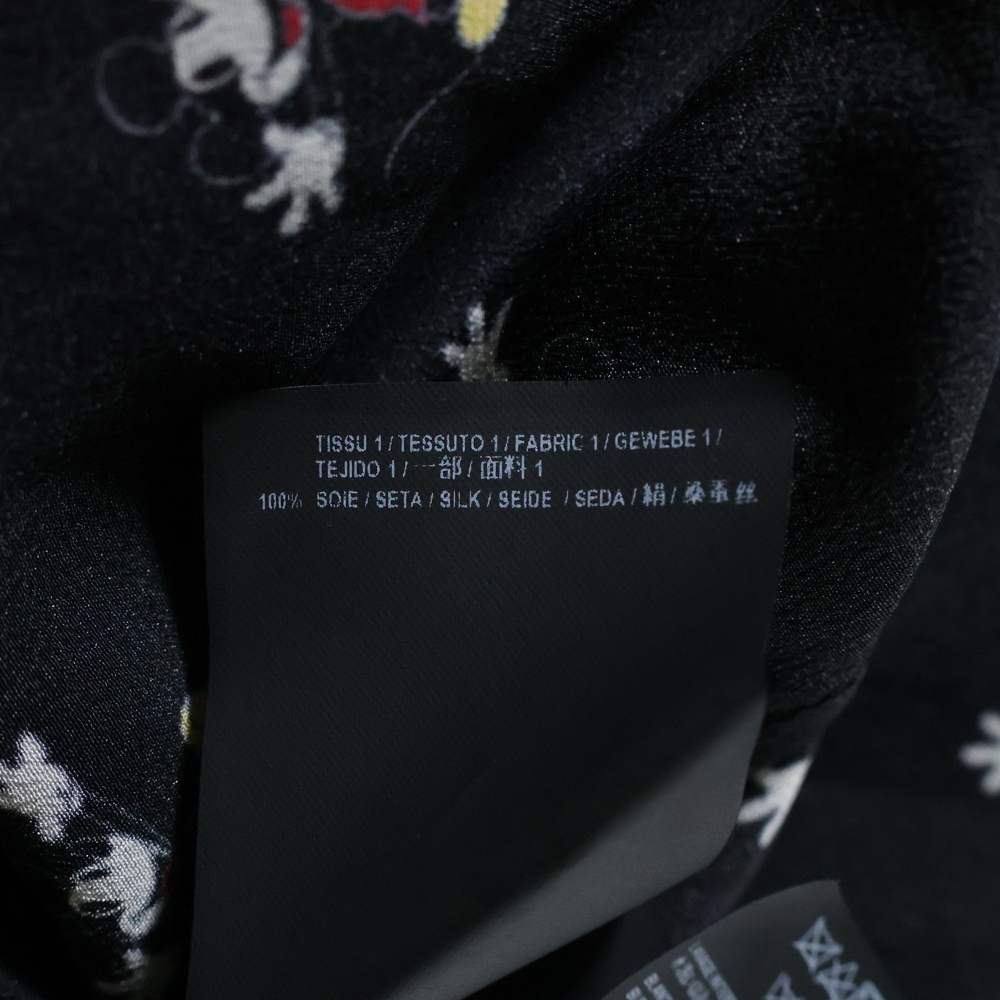 TISSU 1 / TESSUTO 1 / FABRIC 1 / GEWEBE 1 /
TEJIDO 1 / 一部 / 面料 1
100% SOIE / SETA / SILK / SEIDE / SEDA / 絹 / 桑蚕丝